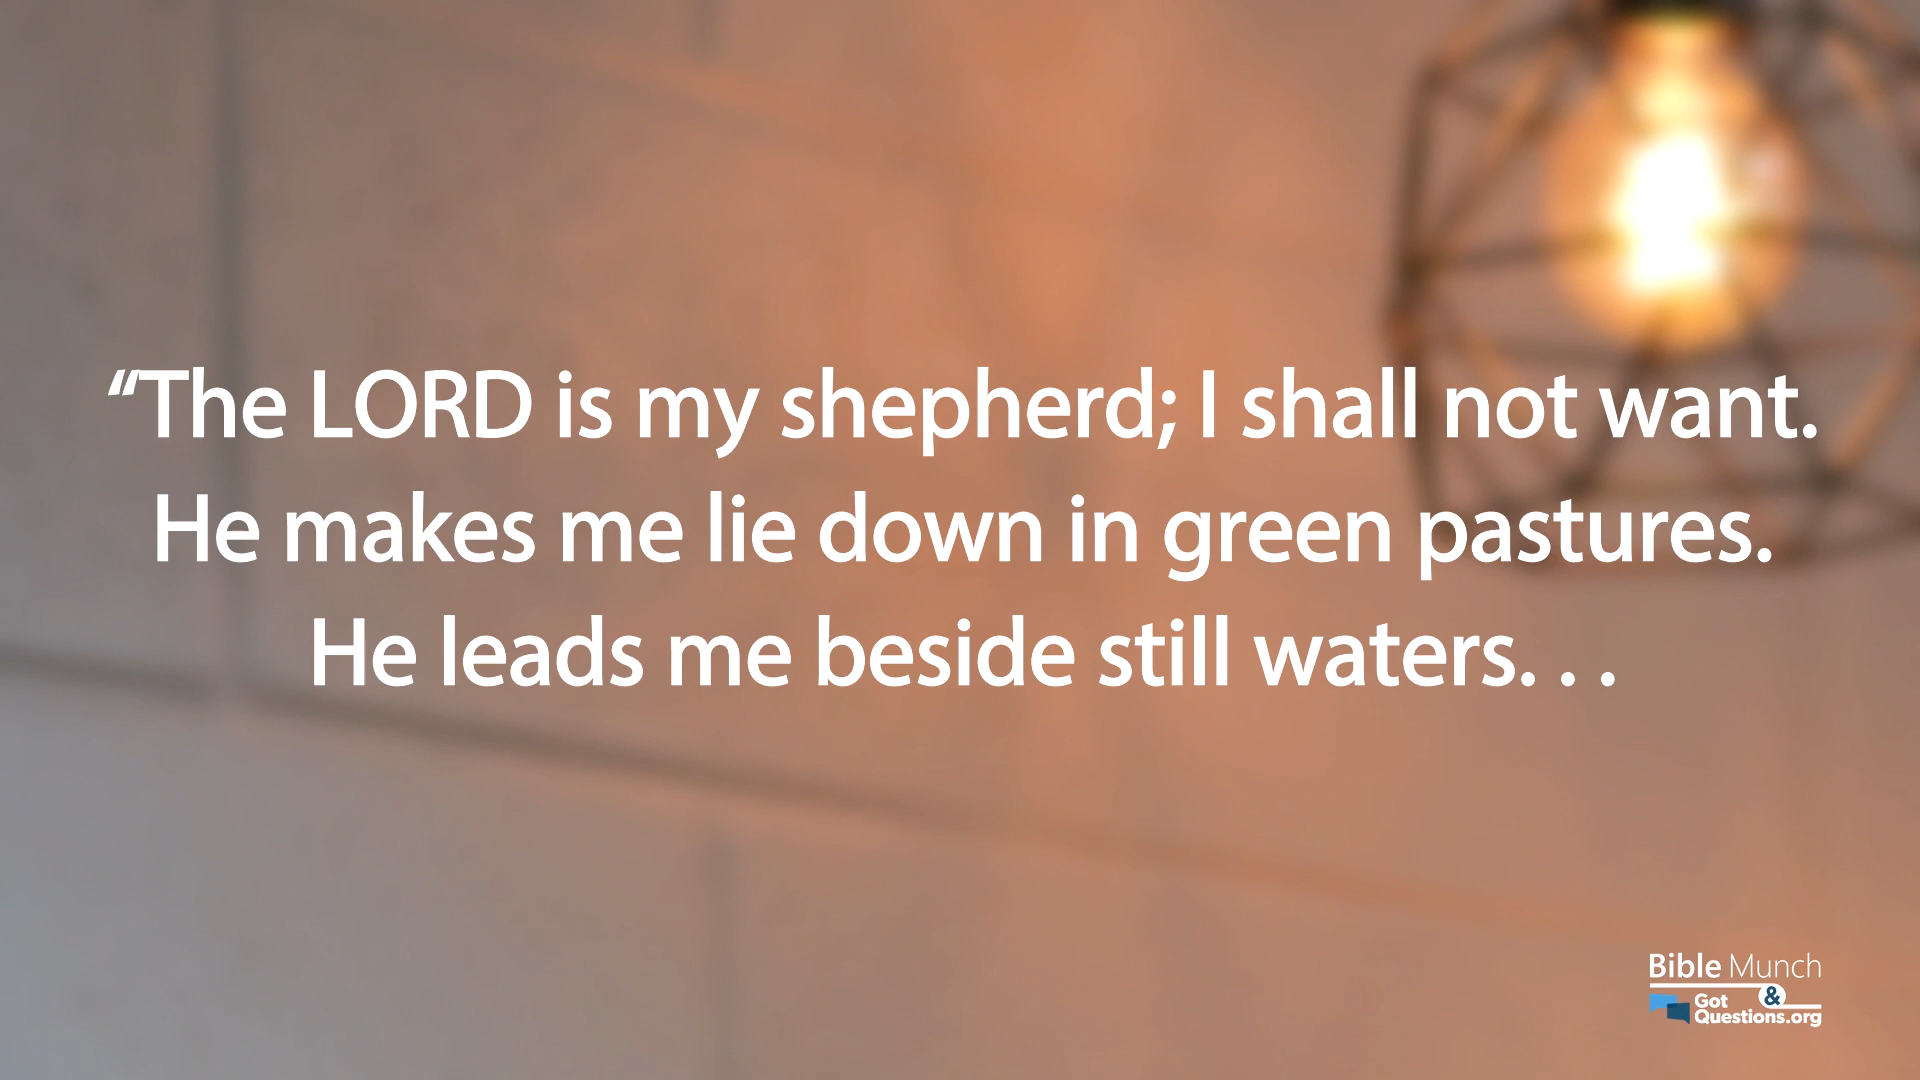 “The LORD is my shepherd; I shall not want.
He makes me lie down in green pastures.
He leads me beside still waters. . .
Bible Munch
&
Got
Questions.org